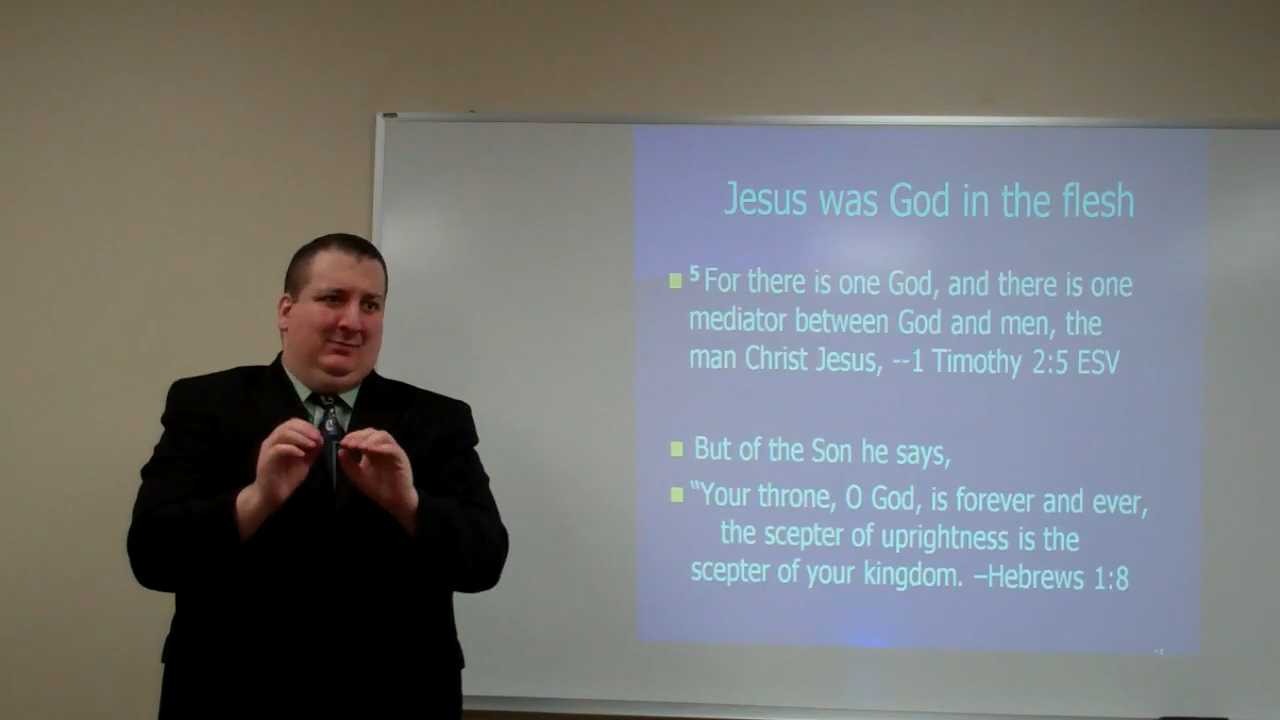 Jesus was God in the flesh
5 For there is one God, and there is one
mediator between God and men, the
man Christ Jesus, --1 Timothy 2:5 ESV
But of the Son he says,
“Your throne, O God, is forever and ever,
the scepter of uprightness is the
scepter of your kingdom. –Hebrews 1:8